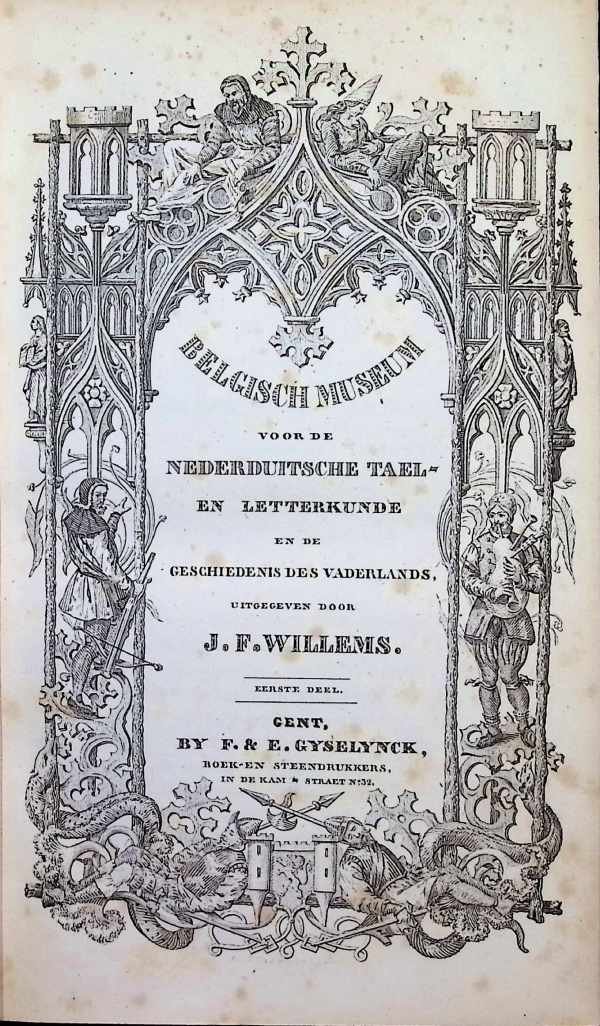 BELGISCH MUSEUM
VOOR DE
NEDERDUITSCHE TAEL-
EN LETTERKUNDE
EN DE
GESCHIEDENIS DES VADERLANDS,
UITGEGEVEN DOOR
J. F. WILLEMS.
EERSTE DEEL.
GENT,
BY F. & E. GYSELYNCK,
BOEK- EN STEENDRUKKERS,
IN DE KAM STRAET No. 32.